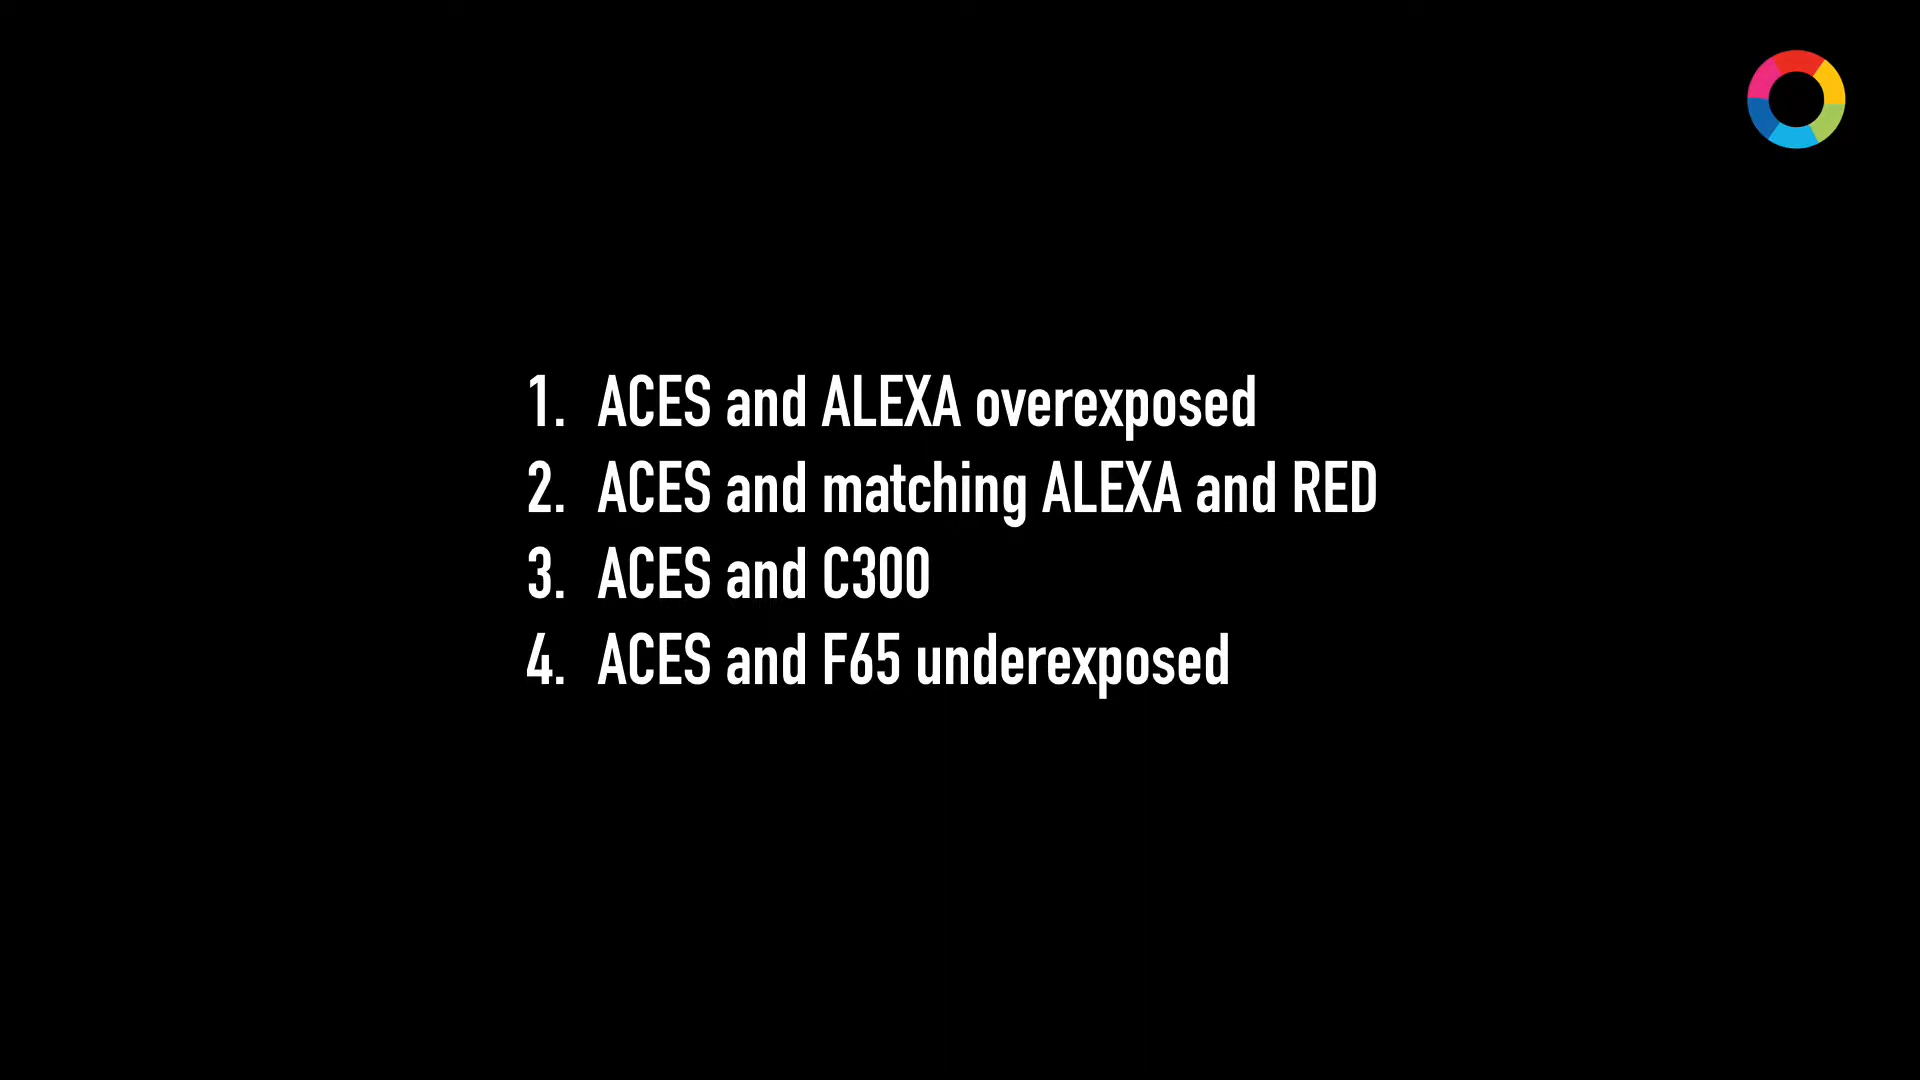 1. ACES and ALEXA overexposed
2. ACES and matching ALEXA and RED
3. ACES and C300
4. ACES and F65 underexposed